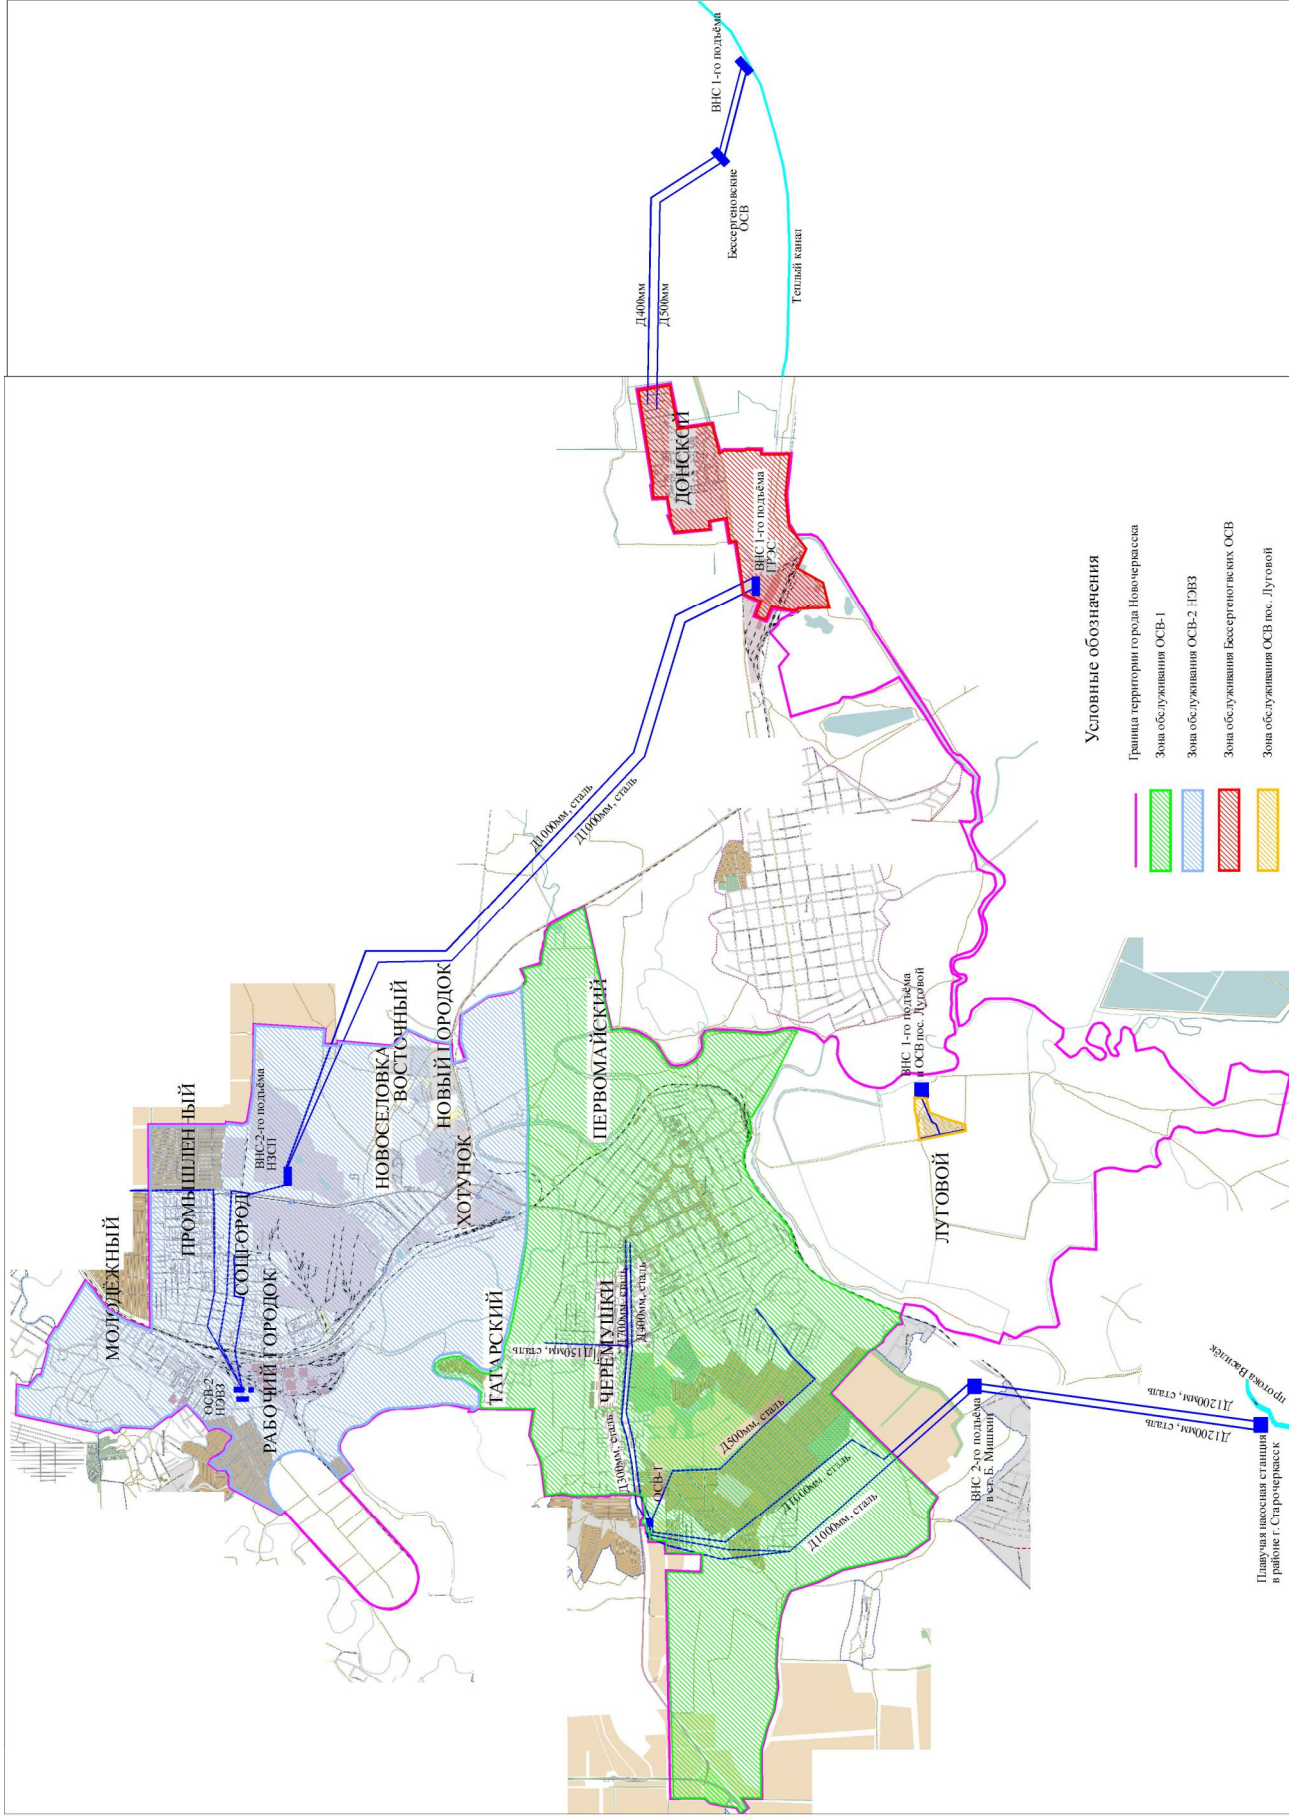 ВНС 1-го подъёма
Бессергеновские
ОСВ
Теплый канал
Д400мм
Д500мм
ДОНСКОЙ
ВНС 1-го подъёма
ГРЭС
Д1000мм, сталь
Д1000мм, сталь
МОЛОДЁЖНЫЙ
ПРОМЫШЛЕННЫЙ
СОЦГОРОД
РАБОЧИЙ ГОРОДОК
ОСВ-2
НЭВЗ
ВНС-2-го подъёма
НЗСП
НОВОСЕЛОВКА
ВОСТОЧНЫЙ
НОВЫЙ ГОРОДОК
ХОТУНОК
ТАТАРСКИЙ
ПЕРВОМАЙСКИЙ
ЧЕРЕМУШКИ
Д150мм, сталь
Д700мм, сталь
Д400мм, сталь
Д300мм, сталь
ОСВ-1
Д500мм, сталь
Д1000мм, сталь
Д1000мм, сталь
ВНС 1-го подъёма
и ОСВ пос. Луговой
ЛУГОВОЙ
ВНС 2-го подъёма
в ст. Б. Мишкин
Д1200мм, сталь
Д1200мм, сталь
протока Василёк
Плавучая насосная станция
в районе г. Старочеркасск
Условные обозначения
Граница территории города Новочеркасска
Зона обслуживания ОСВ-1
Зона обслуживания ОСВ-2 НЭВЗ
Зона обслуживания Бессергеногвских ОСВ
Зона обслуживания ОСВ пос. Луговой